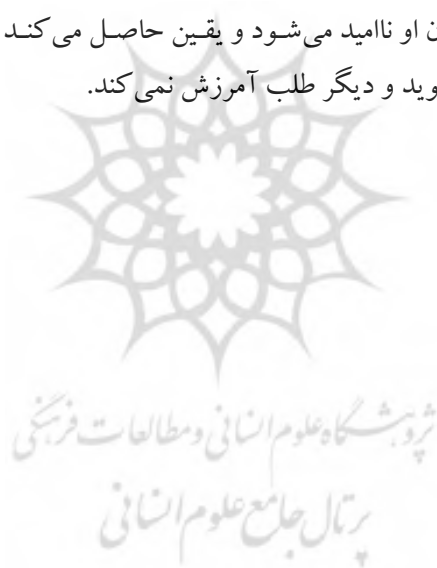 ن او ناامید می‌شود و یقین حاصل می‌کند
وید و دیگر طلب آمرزش نمی‌کند.
پژوهشگاه علوم انسانی و مطالعات فرهنگی
پرتال جامع علوم انسانی